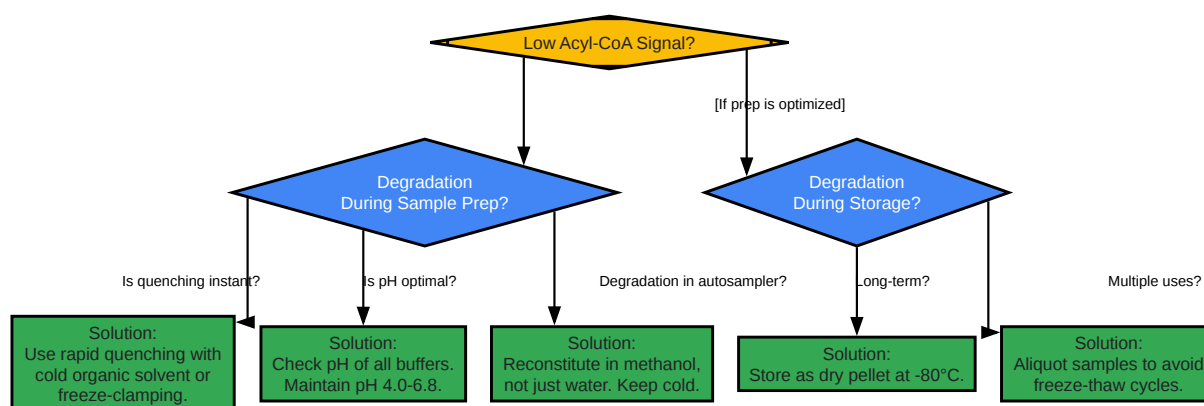 Low Acyl-CoA Signal?
[If prep is optimized]
Degradation
During Sample Prep?
Degradation
During Storage?
Is quenching instant?
Is pH optimal?
Degradation in autosampler?
Long-term?
Multiple uses?
Solution:
Use rapid quenching with
cold organic solvent or
freeze-clamping.
Solution:
Check pH of all buffers.
Maintain pH 4.0-6.8.
Solution:
Reconstitute in methanol,
not just water. Keep cold.
Solution:
Store as dry pellet at -80°C.
Solution:
Aliquot samples to avoid
freeze-thaw cycles.